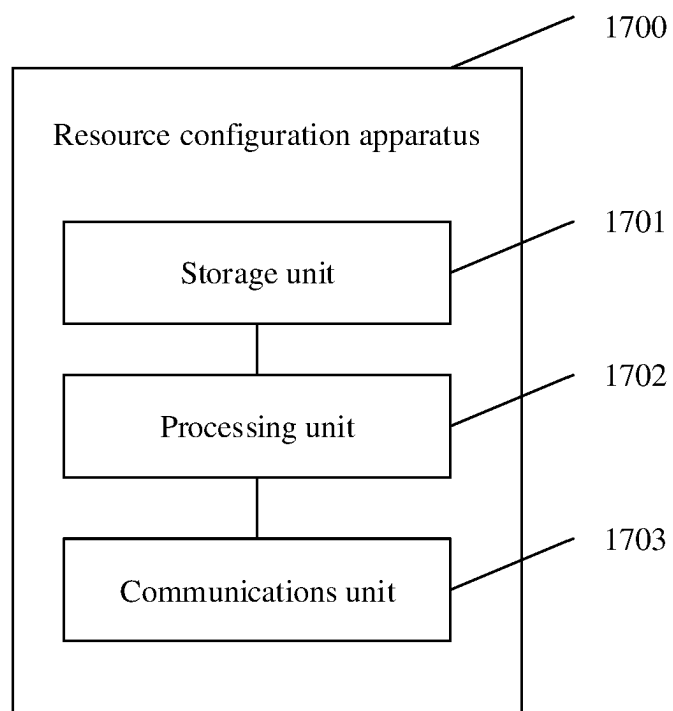 1700
Resource configuration apparatus
1701
Storage unit
1702
Processing unit
1703
Communications unit